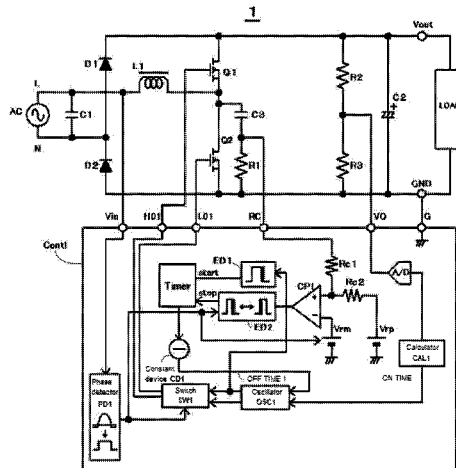 1
Vout
D1
L1
Q1
R2
L
AC
C1
C3
C2
LOAD
N
Q2
D2
R1
R3
GND
Vin
HO1
LO1
RC
VO
G
Cont1
ED1
Rc1
A/D
Timer
start
CP1
Rc2
stop
ED2
Vrm
Vrp
Constant
device CD1
Calculator
CAL1
OFF TIME 1
ON TIME
Phase
detector
PD1
Switch
SW1
Oscillator
OSC1